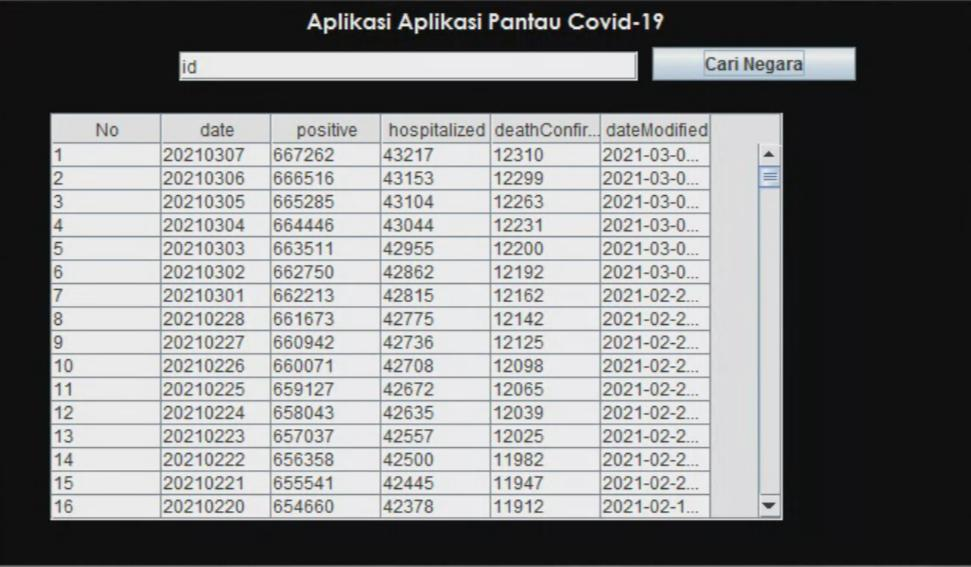 Aplikasi Aplikasi Pantau Covid-19
id Cari Negara
No date positive hospitalized deathConfir... dateModified
1 20210307 667262 43217 12310 2021-03-0...
2 20210306 666516 43153 12299 2021-03-0...
3 20210305 665285 43104 12263 2021-03-0...
4 20210304 664446 43044 12231 2021-03-0...
5 20210303 663511 42955 12200 2021-03-0...
6 20210302 662750 42862 12192 2021-03-0...
7 20210301 662213 42815 12162 2021-02-2...
8 20210228 661673 42775 12142 2021-02-2...
9 20210227 660942 42736 12125 2021-02-2...
10 20210226 660071 42708 12098 2021-02-2...
11 20210225 659127 42672 12065 2021-02-2...
12 20210224 658043 42635 12039 2021-02-2...
13 20210223 657037 42557 12025 2021-02-2...
14 20210222 656358 42500 11982 2021-02-2...
15 20210221 655541 42445 11947 2021-02-2...
16 20210220 654660 42378 11912 2021-02-1...